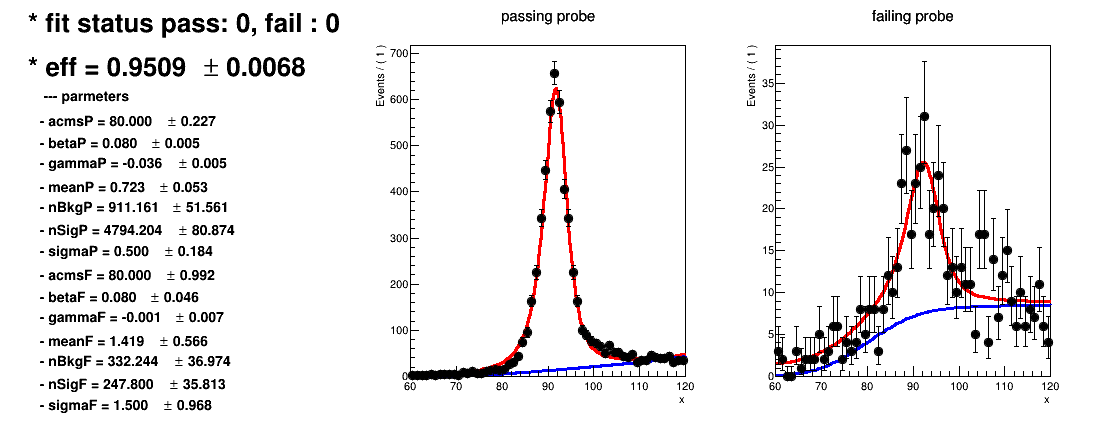 * fit status pass: 0, fail : 0
* eff = 0.9509 ± 0.0068
--- parmeters
- acmsP = 80.000 ± 0.227
- betaP = 0.080 ± 0.005
- gammaP = -0.036 ± 0.005
- meanP = 0.723 ± 0.053
- nBkgP = 911.161 ± 51.561
- nSigP = 4794.204 ± 80.874
- sigmaP = 0.500 ± 0.184
- acmsF = 80.000 ± 0.992
- betaF = 0.080 ± 0.046
- gammaF = -0.001 ± 0.007
- meanF = 1.419 ± 0.566
- nBkgF = 332.244 ± 36.974
- nSigF = 247.800 ± 35.813
- sigmaF = 1.500 ± 0.968
passing probe
Events / ( 1 )
700
600
500
400
300
200
100
0
60 70 80 90 100 110 120
x
failing probe
Events / ( 1 )
35
30
25
20
15
10
5
0
60 70 80 90 100 110 120
x